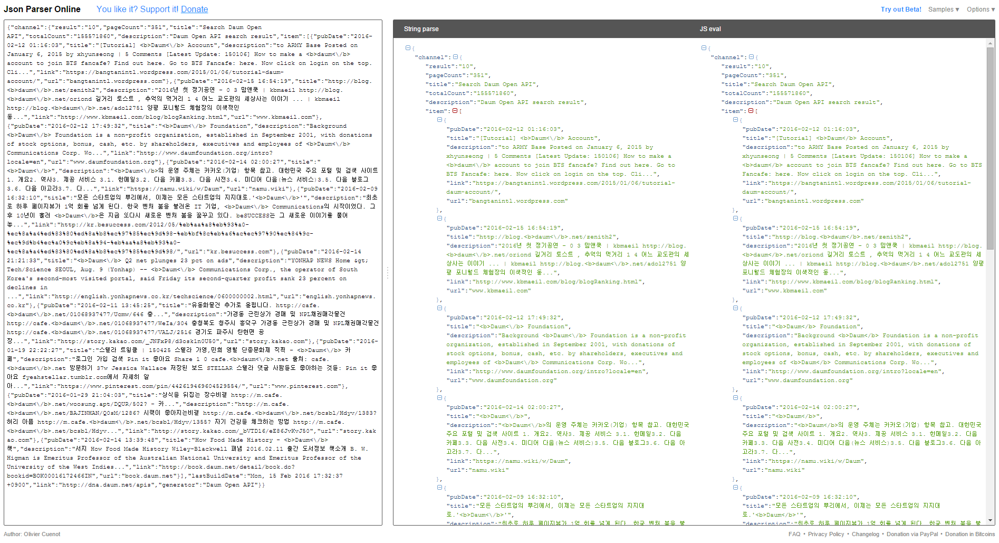 Json Parser Online
You like it? Support it! Donate
Try out Beta!
Samples ▼
Options ▼
{"channel":{"result":"10","pageCount":"351","title":"Search Daum Open
API","totalCount":"155571860","description":"Daum Open API search result","item":[{"pubDate":"2016-
02-12 01:16:03","title":"[Tutorial] <b>Daum<\/b> Account","description":"to ARMY Base Posted on
January 6, 2015 by xhyunseong | 5 Comments [Latest Update: 150106] How to make a <b>daum<\/b>
account to join BTS fancafe? Find out here. Go to BTS Fancafe: here. Now click on login on the top.
Cli...","link":"https://bangtanintl.wordpress.com/2015/01/06/tutorial-daum-
account/","url":"bangtanintl.wordpress.com"},{"pubDate":"2016-02-15 16:54:19","title":"http://blog.
<b>daum<\/b>.net/zenith2","description":"2016년 첫 정기공연 - 0 3 맘앤쿡 | kbmaeil http://blog.
<b>daum<\/b>.net/oriond 길거리 토스트 , 추억의 먹거리 1 4 어느 교도관의 세상사는 이야기 ... | kbmaeil
http://blog.<b>daum<\/b>.net/adol2751 양평 포니월드 체험장의 이색적인
동...","link":"http://www.kbmaeil.com/blog/blogRanking.html","url":"www.kbmaeil.com"},
{"pubDate":"2016-02-12 17:49:32","title":"<b>Daum<\/b> Foundation","description":"Background
<b>Daum<\/b> Foundation is a non-profit organization, established in September 2001, with donations
of stock options, bonus, cash, etc. by shareholders, executives and employees of <b>Daum<\/b>
Communications Corp. Wo...","link":"http://www.daumfoundation.org/intro?
locale=en","url":"www.daumfoundation.org"},{"pubDate":"2016-02-14 02:00:27","title":"
<b>Daum<\/b>","description":"<b>Daum<\/b>의 운영 주체는 카카오(기업) 항목 참고. 대한민국 주요 포털 및 검색 사이트
1. 개요2. 역사3. 제공 서비스 3.1. 한메일3.2. 다음 카페3.3. 다음 사전3.4. 미디어 다음(뉴스 서비스)3.5. 다음 블로그
3.6. 다음 아고라3.7. 다...","link":"https://namu.wiki/w/Daum","url":"namu.wiki"},{"pubDate":"2016-02-09
16:32:10","title":"모든 스타트업의 뿌리에서, 이제는 모든 스타트업의 지지대로.'<b>Daum<\/b>'","description":"최초
로 하루 페이지뷰가 1억 회를 넘게 된다. 한국 벤처 붐을 불러온 IT 기업, <b>Daum<\/b> Communications의 시작이었다. 그
후 10년이 흘러 <b>Daum<\/b>은 지금 또다시 새로운 벤처 붐을 꿈꾸고 있다. beSUCCESS는 그 새로운 이야기를 풀어
놓...","link":"http://kr.besuccess.com/2012/05/%eb%aa%a8%eb%93%a0-
%ec%8a%a4%ed%83%80%ed%8a%b8%ec%97%85%ec%9d%98-%eb%bf%8c%eb%a6%ac%ec%97%90%ec%84%9c-
%ec%9d%b4%ec%a0%9c%eb%8a%94-%eb%aa%a8%eb%93%a0-
%ec%8a%a4%ed%83%80%ed%8a%b8%ec%97%85%ec%9d%98/","url":"kr.besuccess.com"},{"pubDate":"2016-02-14
21:21:33","title":"<b>Daum<\/b> Q2 net plunges 23 pct on ads","description":"YONHAP NEWS Home &gt;
Tech/Science SEOUL, Aug. 9 (Yonhap) -- <b>Daum<\/b> Communications Corp., the operator of South
Korea's second-most visited portal, said Friday its second-quarter profit sank 23 percent on
declines in
...","link":"http://english.yonhapnews.co.kr/techscience/0600000002.html","url":"english.yonhapnews.
co.kr"},{"pubDate":"2016-02-11 13:45:25","title":"유동화물건 추가로 올립니다. http://cafe.
<b>daum<\/b>.net/01068937477/Ucmw/646 충...","description":"가경동 근린상가 경매 및 NPL채권매각물건
http://cafe.<b>daum<\/b>.net/01068937477/WeIa/304 충청북도 청주시 흥덕구 가경동 근린상가 경매 및 NPL채권매각물건
http://cafe.<b>daum<\/b>.net/01068937477/VALJ/2516 경기도 파주시 탄현면 공
장...","link":"http://story.kakao.com/_JNFxP8/d3osk1n0U50","url":"story.kakao.com"},{"pubDate":"2016-
01-19 22:22:27","title":"스텔라 트윙클 | 150425 스텔라 가영,민희 영월 단종문화제 직찍 - <b>Daum<\/b> 카
페","description":"로그인 가입 검색 Pin it 좋아요 Share 1 0 cafe.<b>daum<\/b>.net 출처: cafe.
<b>daum<\/b>.net 방문하기 37w Jessica Wallace 저장된 보드 STELLAR 스텔라 댓글 사람들도 좋아하는 것들: Pin it 좋
아요 fyeahstellar.tumblr.com에서 자세히 알
아...","link":"https://www.pinterest.com/pin/442619469604529554/","url":"www.pinterest.com"},
{"pubDate":"2016-01-29 21:04:03","title":"상식을 뒤집는 장수비결 http://m.cafe.
<b>daum<\/b>.net/woosung.apt/DQUR/502? - 카...","description":"http://m.cafe.
<b>daum<\/b>.net/BAJINHAN/Q0sM/1286? 시력이 좋아지는비결 http://m.cafe.<b>daum<\/b>.net/bcsbl/Hdyv/1383?
허리 아픔 http://m.cafe.<b>daum<\/b>.net/bcsbl/Hdyv/1355? 자기 건강을 체크하는 방법 http://m.cafe.
<b>daum<\/b>.net/bcsbl/Hdyv...","link":"http://story.kakao.com/_bVTD16/eE86JvKvJ50","url":"story.kak
ao.com"},{"pubDate":"2016-02-14 13:39:48","title":"How Food Made History - <b>Daum<\/b>
책","description":"서지 How Food Made History Wiley-Blackwell 펴냄 2016.02.11 출간 도서정보 책소개 B. W.
Higman is Emeritus Professor of the Australian National University and Emeritus Professor of the
University of the West Indies...","link":"http://book.daum.net/detail/book.do?
bookid=BOK00016172466IN","url":"book.daum.net"}],"lastBuildDate":"Mon, 15 Feb 2016 17:32:37
+0900","link":"http://dna.daum.net/apis","generator":"Daum Open API"}}
String parse
{
"channel":{
"result":"10",
"pageCount":"351",
"title":"Search Daum Open API",
"totalCount":"155571860",
"description":"Daum Open API search result",
"item":[
{
"pubDate":"2016-02-12 01:16:03",
"title":"[Tutorial] <b>Daum<\/b> Account",
"description":"to ARMY Base Posted on January 6, 2015 by
xhyunseong | 5 Comments [Latest Update: 150106] How to make a
<b>daum<\/b> account to join BTS fancafe? Find out here. Go to
BTS Fancafe: here. Now click on login on the top. Cli...",
"link":"https://bangtanintl.wordpress.com/2015/01/06/tutorial-
daum-account/",
"url":"bangtanintl.wordpress.com"
},
{
"pubDate":"2016-02-15 16:54:19",
"title":"http://blog.<b>daum<\/b>.net/zenith2",
"description":"2016년 첫 정기공연 - 0 3 맘앤쿡 | kbmaeil http://blog.
<b>daum<\/b>.net/oriond 길거리 토스트 , 추억의 먹거리 1 4 어느 교도관의 세
상사는 이야기 ... | kbmaeil http://blog.<b>daum<\/b>.net/adol2751 양
평 포니월드 체험장의 이색적인 동...",
"link":"http://www.kbmaeil.com/blog/blogRanking.html",
"url":"www.kbmaeil.com"
},
{
"pubDate":"2016-02-12 17:49:32",
"title":"<b>Daum<\/b> Foundation",
"description":"Background <b>Daum<\/b> Foundation is a non-profit
organization, established in September 2001, with donations of
stock options, bonus, cash, etc. by shareholders, executives and
employees of <b>Daum<\/b> Communications Corp. Wo...",
"link":"http://www.daumfoundation.org/intro?locale=en",
"url":"www.daumfoundation.org"
},
{
"pubDate":"2016-02-14 02:00:27",
"title":"<b>Daum<\/b>",
"description":"<b>Daum<\/b>의 운영 주체는 카카오(기업) 항목 참고. 대한민국
주요 포털 및 검색 사이트 1. 개요2. 역사3. 제공 서비스 3.1. 한메일3.2. 다음
카페3.3. 다음 사전3.4. 미디어 다음(뉴스 서비스)3.5. 다음 블로그3.6. 다음 아
고라3.7. 다...",
"link":"https://namu.wiki/w/Daum",
"url":"namu.wiki"
},
{
"pubDate":"2016-02-09 16:32:10",
"title":"모든 스타트업의 뿌리에서, 이제는 모든 스타트업의 지지대
로.'<b>Daum<\/b>'",
"description":"최초로 하루 페이지뷰가 1억 회를 넘게 된다. 한국 벤처 붐을 불
JS eval
{
"channel":{
"result":"10",
"pageCount":"351",
"title":"Search Daum Open API",
"totalCount":"155571860",
"description":"Daum Open API search result",
"item":[
{
"pubDate":"2016-02-12 01:16:03",
"title":"[Tutorial] <b>Daum</b> Account",
"description":"to ARMY Base Posted on January 6, 2015 by
xhyunseong | 5 Comments [Latest Update: 150106] How to make a
<b>daum</b> account to join BTS fancafe? Find out here. Go to BTS
Fancafe: here. Now click on login on the top. Cli...",
"link":"https://bangtanintl.wordpress.com/2015/01/06/tutorial-
daum-account/",
"url":"bangtanintl.wordpress.com"
},
{
"pubDate":"2016-02-15 16:54:19",
"title":"http://blog.<b>daum</b>.net/zenith2",
"description":"2016년 첫 정기공연 - 0 3 맘앤쿡 | kbmaeil http://blog.
<b>daum</b>.net/oriond 길거리 토스트 , 추억의 먹거리 1 4 어느 교도관의 세
상사는 이야기 ... | kbmaeil http://blog.<b>daum</b>.net/adol2751 양평
포니월드 체험장의 이색적인 동...",
"link":"http://www.kbmaeil.com/blog/blogRanking.html",
"url":"www.kbmaeil.com"
},
{
"pubDate":"2016-02-12 17:49:32",
"title":"<b>Daum</b> Foundation",
"description":"Background <b>Daum</b> Foundation is a non-profit
organization, established in September 2001, with donations of
stock options, bonus, cash, etc. by shareholders, executives and
employees of <b>Daum</b> Communications Corp. Wo...",
"link":"http://www.daumfoundation.org/intro?locale=en",
"url":"www.daumfoundation.org"
},
{
"pubDate":"2016-02-14 02:00:27",
"title":"<b>Daum</b>",
"description":"<b>Daum</b>의 운영 주체는 카카오(기업) 항목 참고. 대한민국
주요 포털 및 검색 사이트 1. 개요2. 역사3. 제공 서비스 3.1. 한메일3.2. 다음
카페3.3. 다음 사전3.4. 미디어 다음(뉴스 서비스)3.5. 다음 블로그3.6. 다음 아
고라3.7. 다...",
"link":"https://namu.wiki/w/Daum",
"url":"namu.wiki"
},
{
"pubDate":"2016-02-09 16:32:10",
"title":"모든 스타트업의 뿌리에서, 이제는 모든 스타트업의 지지대
로.'<b>Daum</b>'",
"description":"최초로 하루 페이지뷰가 1억 회를 넘게 된다. 한국 벤처 붐을 불
Author: Olivier Cuenot
FAQ • Privacy Policy • Changelog • Donation via PayPal • Donation in Bitcoins